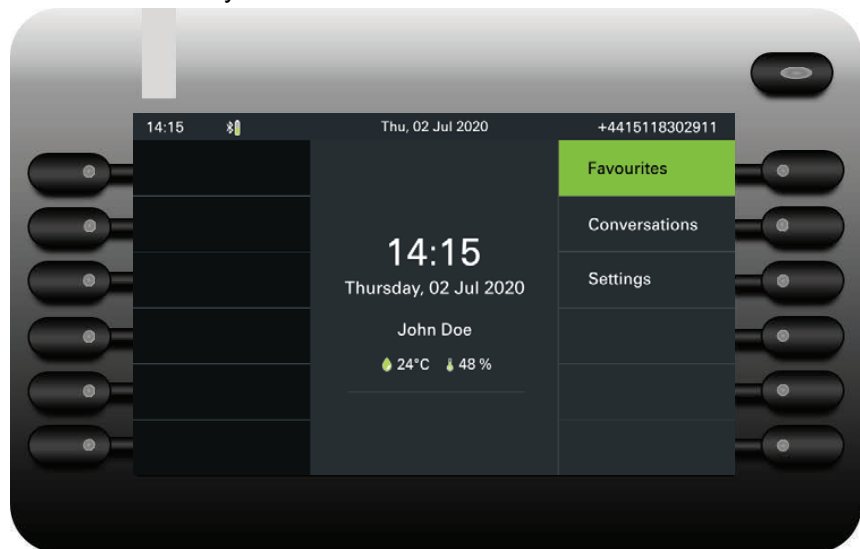 14:15
Thu, 02 Jul 2020
+4415118302911
Favourites
Conversations
Settings
14:15
Thursday, 02 Jul 2020
John Doe
24°C 48 %